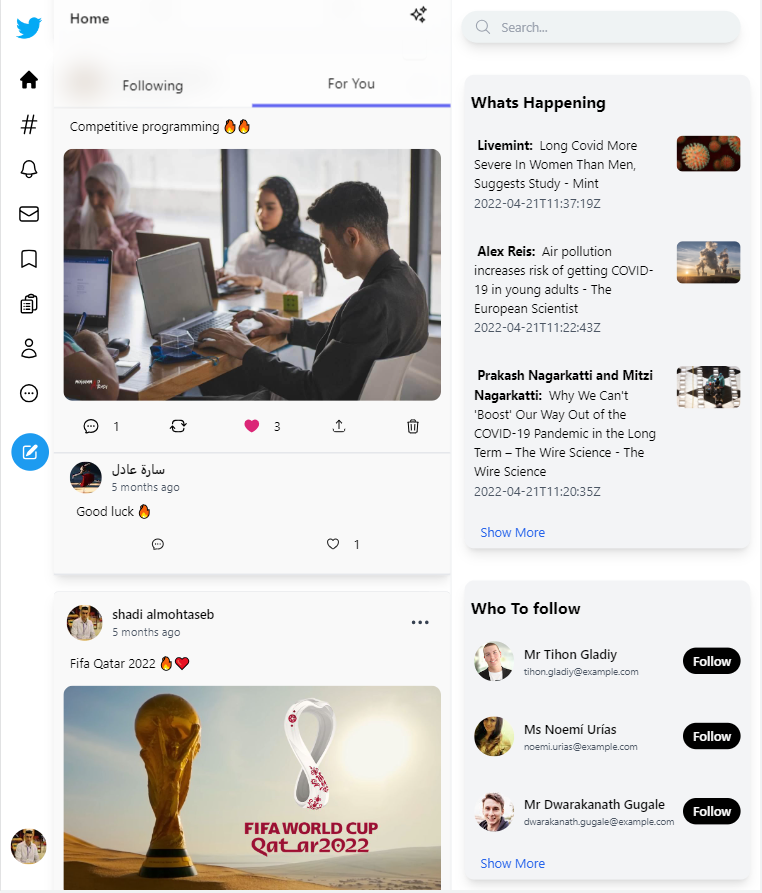 Home
Following
For You
Competitive programming 🔥🔥
1
3
سارة عادل
5 months ago
Good luck 🔥
1
shadi almohtaseb
5 months ago
Fifa Qatar 2022 🔥❤️
FIFA WORLD CUP
Qatar2022
Search...
Whats Happening
Livemint: Long Covid More
Severe In Women Than Men,
Suggests Study - Mint
2022-04-21T11:37:19Z
Alex Reis: Air pollution
increases risk of getting COVID-
19 in young adults - The
European Scientist
2022-04-21T11:22:43Z
Prakash Nagarkatti and Mitzi
Nagarkatti: Why We Can't
'Boost' Our Way Out of the
COVID-19 Pandemic in the Long
Term – The Wire Science - The
Wire Science
2022-04-21T11:20:35Z
Show More
Who To follow
Mr Tihon Gladiy
tihon.gladiy@example.com
Follow
Ms Noemí Urías
noemi.urias@example.com
Follow
Mr Dwarakanath Gugale
dwarakanath.gugale@example.com
Follow
Show More